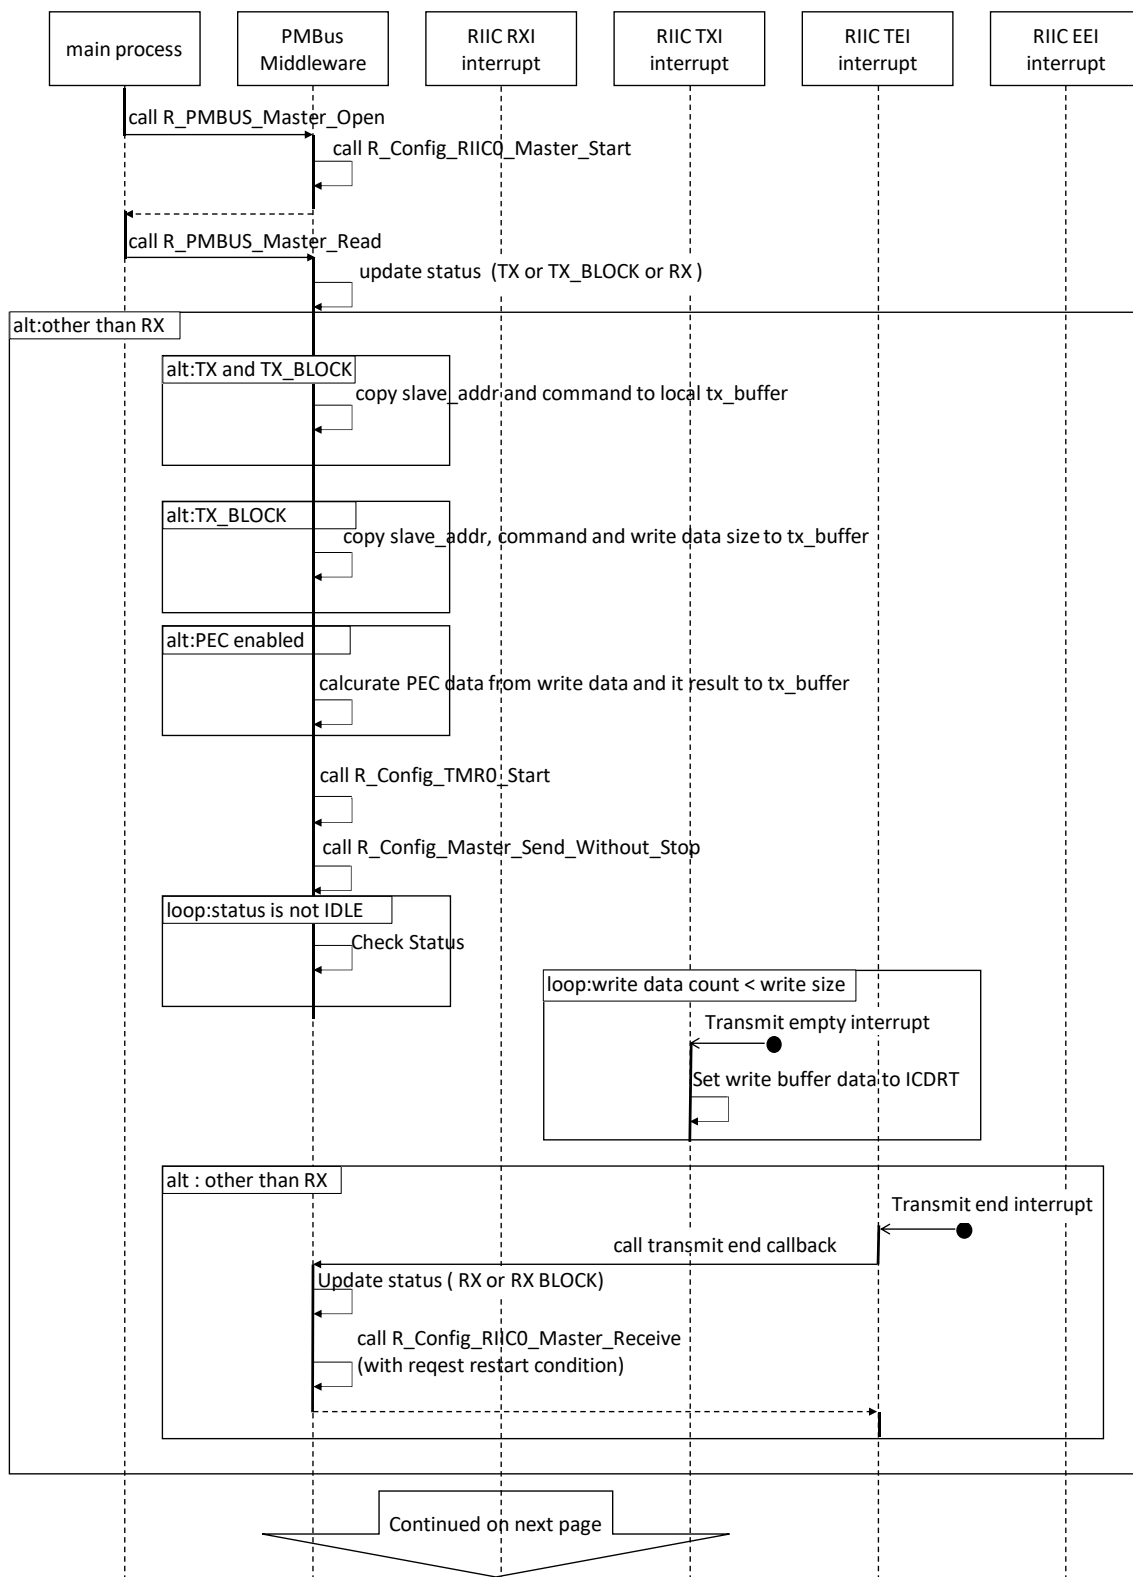 main process
PMBus
Middleware
RIIC RXI
interrupt
RIIC TXI
interrupt
RIIC TEI
interrupt
RIIC EEI
interrupt
call R_PMBUS_Master_Open
call R_Config_RIIC0_Master_Start
call R_PMBUS_Master_Read
update status (TX or TX_BLOCK or RX )
alt:other than RX
alt:TX and TX_BLOCK
copy slave_addr and command to local tx_buffer
alt:TX_BLOCK
copy slave_addr, command and write data size to tx_buffer
alt:PEC enabled
calcurate PEC data from write data and it result to tx_buffer
call R_Config_TMR0_Start
call R_Config_Master_Send_Without_Stop
loop:status is not IDLE
Check Status
loop:write data count < write size
Transmit empty interrupt
Set write buffer data to ICDRT
alt : other than RX
Transmit end interrupt
call transmit end callback
Update status ( RX or RX BLOCK)
call R_Config_RIIC0_Master_Receive
(with reqest restart condition)
Continued on next page